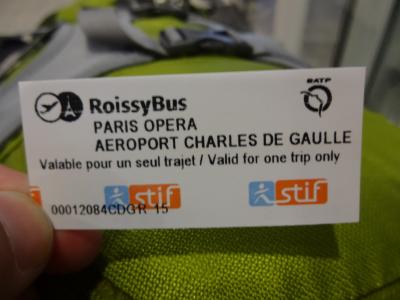 RoissyBus
RATP
PARIS OPERA
AEROPORT CHARLES DE GAULLE
Valable pour un seul trajet / Valid for one trip only
stif stif
00012084CDGR 15